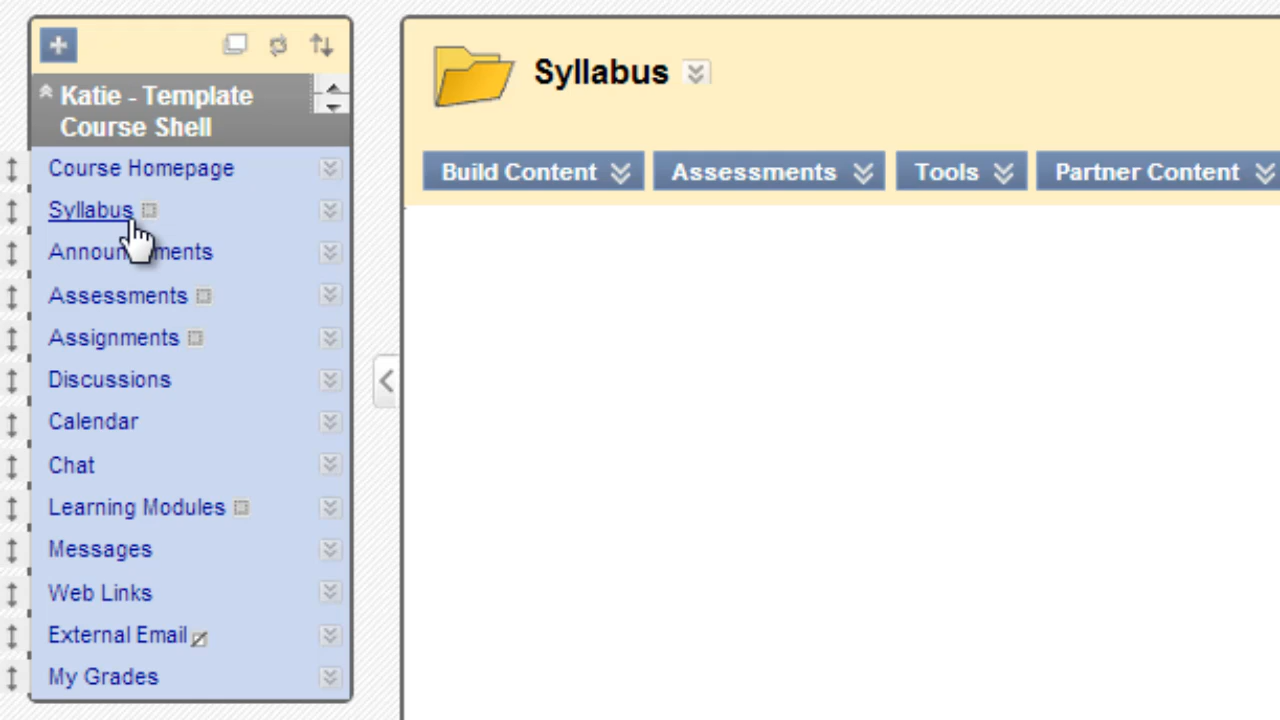 Katie - Template
Course Shell
Course Homepage
Syllabus
Announcements
Assessments
Assignments
Discussions
Calendar
Chat
Learning Modules
Messages
Web Links
External Email
My Grades
Syllabus
Build Content
Assessments
Tools
Partner Content